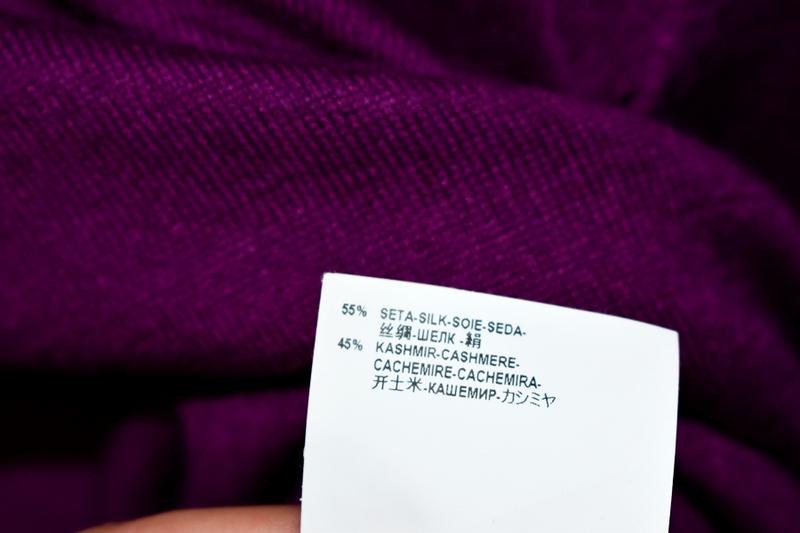 55% SETA-SILK-SOIE-SEDA-
丝绸-ШЕЛК-絹
45% KASHMIR-CASHMERE-
CACHEMIRE-CACHEMIRA-
开士米-КАШЕМИР-カシミヤ